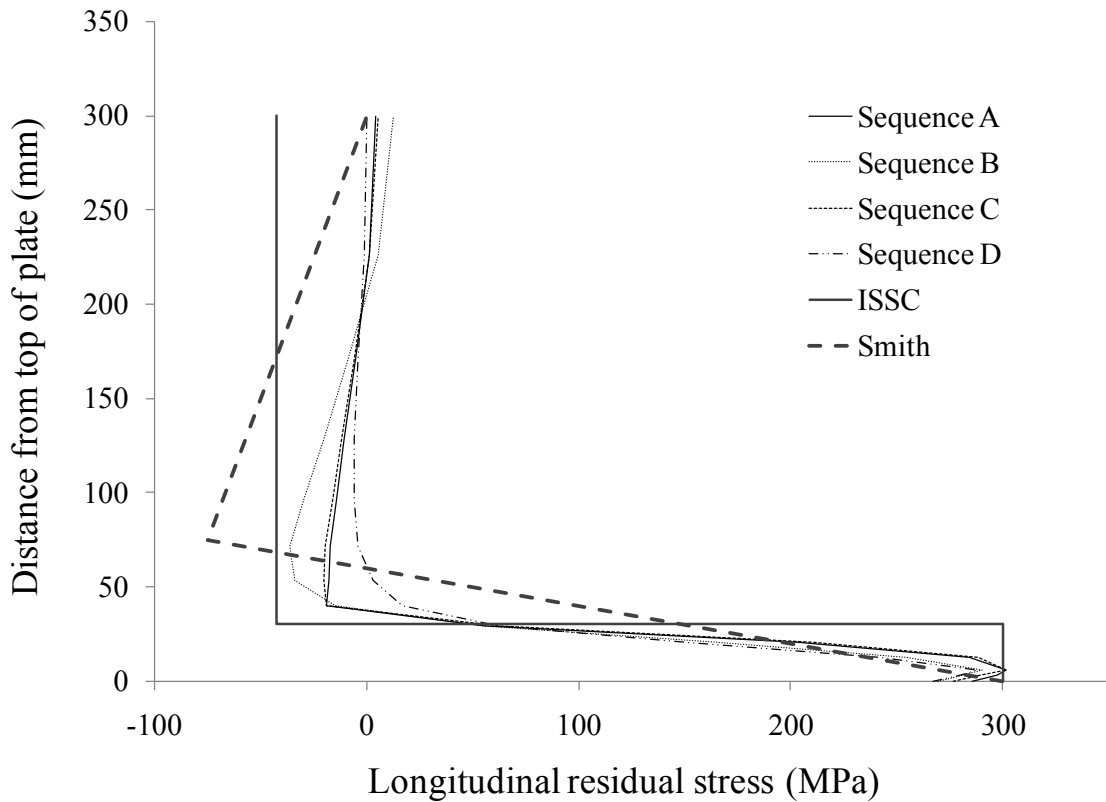 350
300
250
200
150
100
50
0
Distance from top of plate (mm)
-100 0 100 200 300
Longitudinal residual stress (MPa)
Sequence A
Sequence B
Sequence C
Sequence D
ISSC
Smith